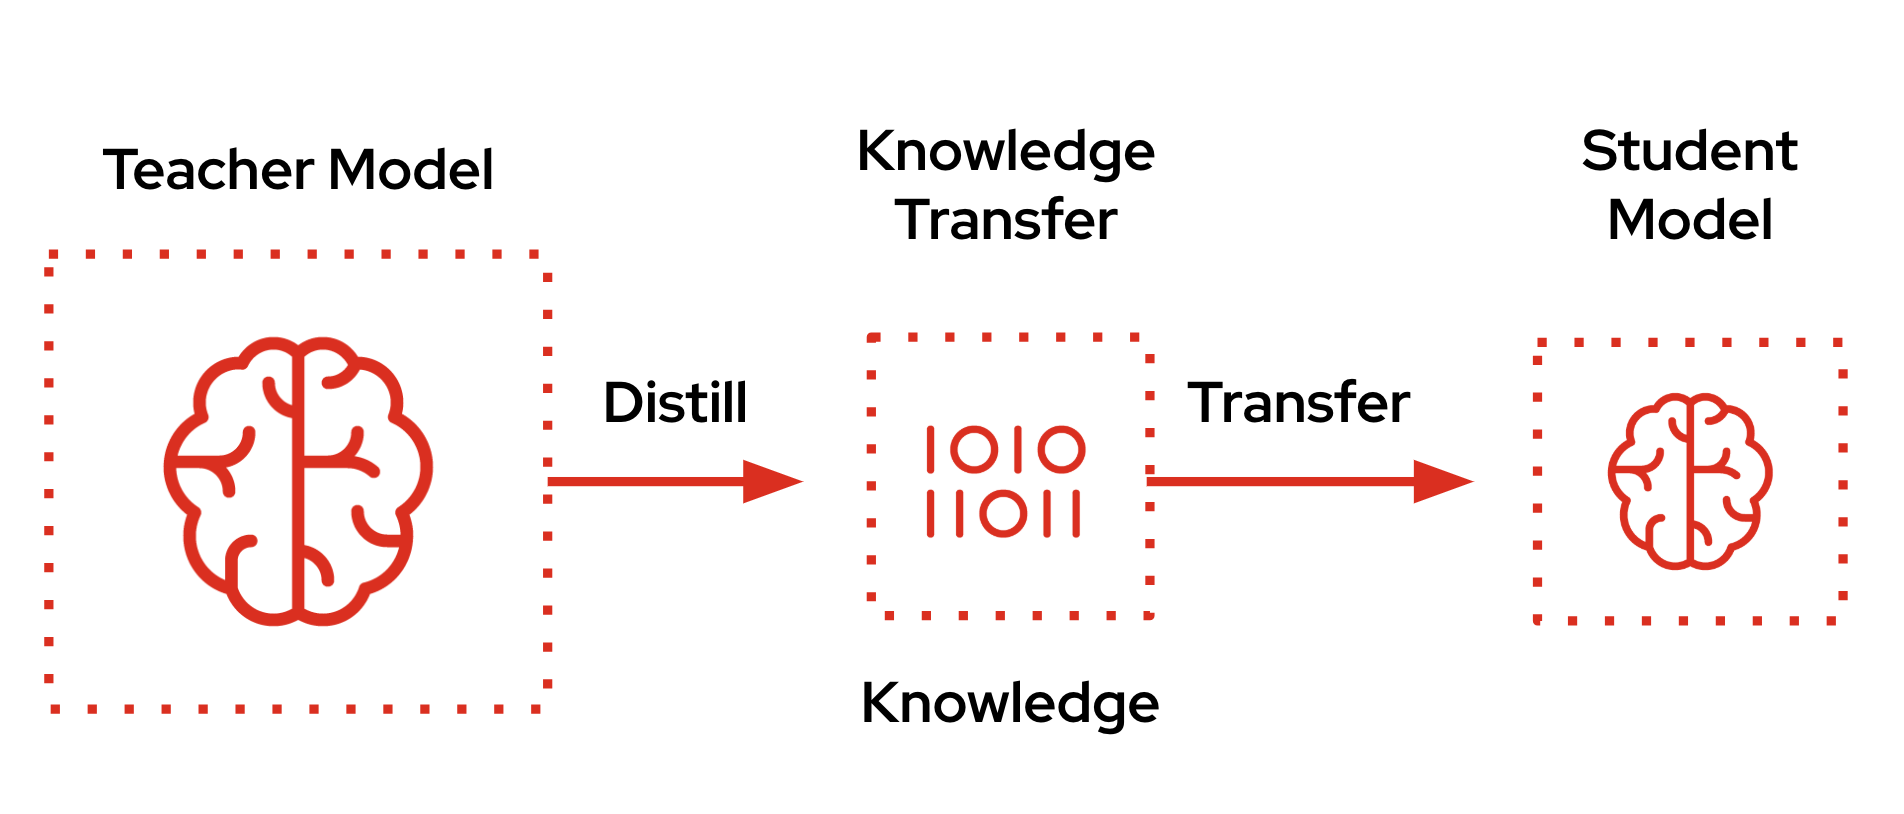 Teacher Model
Knowledge
Transfer
Student
Model
Distill
Transfer
1010
11011
Knowledge